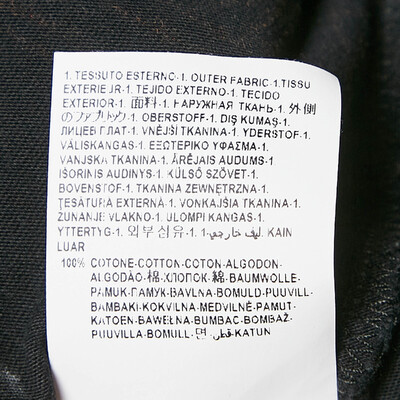 1. TESSUTO ESTERNO·1. OUTER FABRIC·1.TISSU
EXTERIEJR·1. TEJIDO EXTERNO·1. TECIDO
EXTERIOR·1. 面料·1. НАРУЖНАЯ ТКАНЬ·1. 外側
のファブリック·1. OBERSTOFF·1. DIŞ KUMAŞ·1.
ЛИЦЕВ ПЛАТ·1. VNĚJŠÍ TKANINA·1. YDERSTOF·1.
VÄLISKANGAS·1. ΕΞΩΤΕΡΙΚΟ ΥΦΑΣΜΑ·1.
VANJSKA TKANINA·1. ĀRĒJAIS AUDUMS·1.
IŠORINIS AUDINYS·1. KÜLSŐ SZÖVET·1.
BOVENSTOF·1. TKANINA ZEWNĘTRZNA·1.
ŢESĂTURĂ EXTERNĂ·1. VONKAJŠIA TKANINA·1.
ZUNANJE VLAKNO·1. ULOMPI KANGAS·1.
YTTERTYG·1. 외부섬유·1. 1.ليف خارجي. KAIN
LUAR
100% COTONE·COTTON·COTON·ALGODON·
ALGODÃO·棉·ХЛОПОК·綿·BAUMWOLLE·
PAMUK·ПАМУК·BAVLNA·BOMULD·PUUVILL·
BAMBAKI·KOKVILNA·MEDVILNĖ·PAMUT·
KATOEN·BAWEŁNA·BUMBAC·BOMBAŽ·
PUUVILLA·BOMULL·면·قطن·KATUN